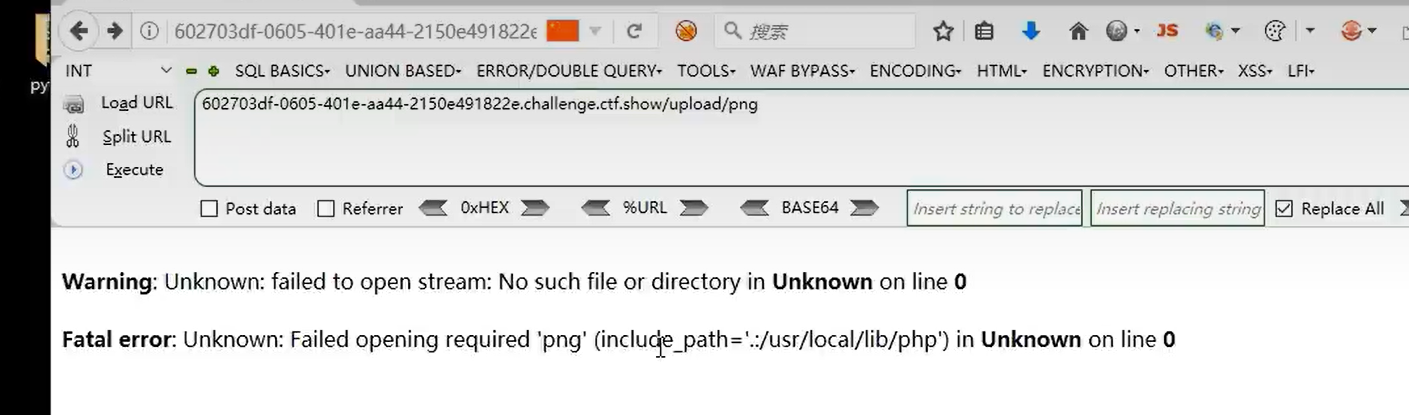 py
602703df-0605-401e-aa44-2150e491822e
搜索
JS
INT
SQL BASICS
UNION BASED
ERROR/DOUBLE QUERY
TOOLS
WAF BYPASS
ENCODING
HTML
ENCRYPTION
OTHER
XSS
LFI
Load URL
602703df-0605-401e-aa44-2150e491822e.challenge.ctf.show/upload/png
Split URL
Execute
Post data
Referrer
0xHEX
%URL
BASE64
Insert string to replace
Insert replacing string
Replace All
Warning: Unknown: failed to open stream: No such file or directory in Unknown on line 0
Fatal error: Unknown: Failed opening required 'png' (include_path='.:/usr/local/lib/php') in Unknown on line 0